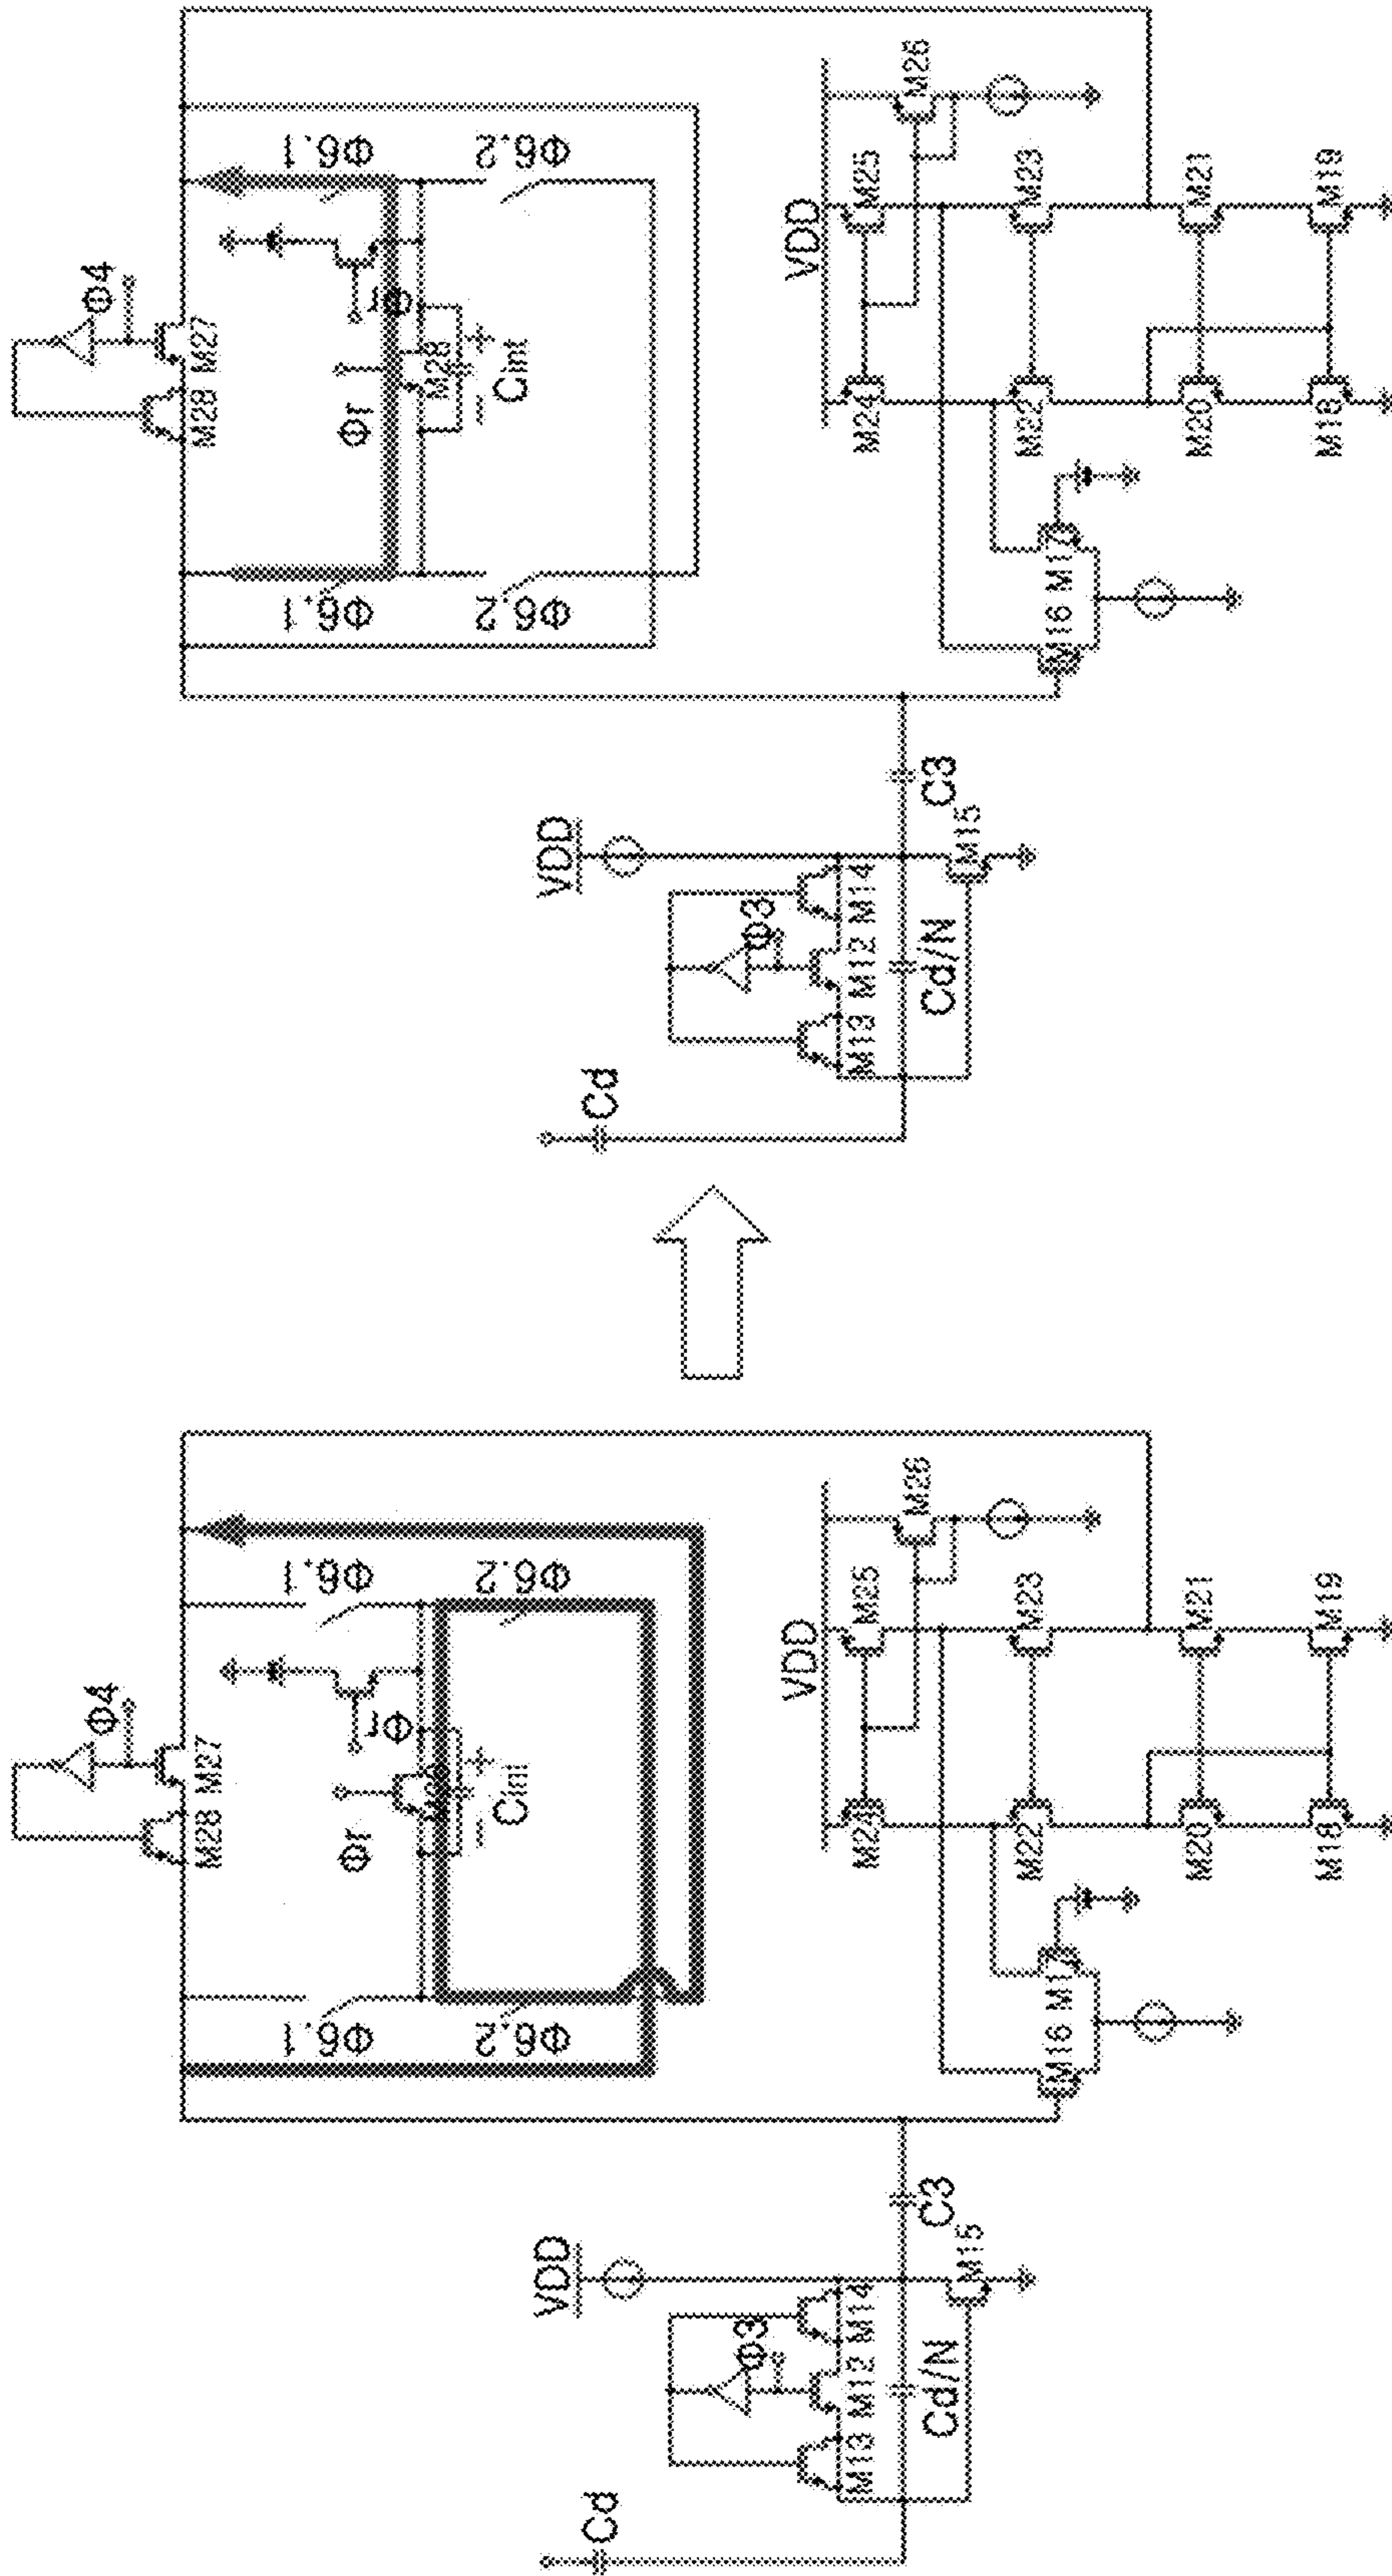 Φ4
M28 M27
Φ6.1
Φ6.1
Φr
Φr
Cint
Φ6.2
Φ6.2
VDD
Cd
VDD
Φ3
M13 M12 M14
Cd/N
C3
M15
M24
M25
M26
M22
M23
M16 M17
M20
M21
M18
M19
Φ4
M28 M27
Φ6.1
Φ6.1
Φr
Φr
M28
Cint
Φ6.2
Φ6.2
VDD
Cd
VDD
Φ3
M13 M12 M14
Cd/N
C3
M15
M24
M25
M26
M22
M23
M16 M17
M20
M21
M18
M19